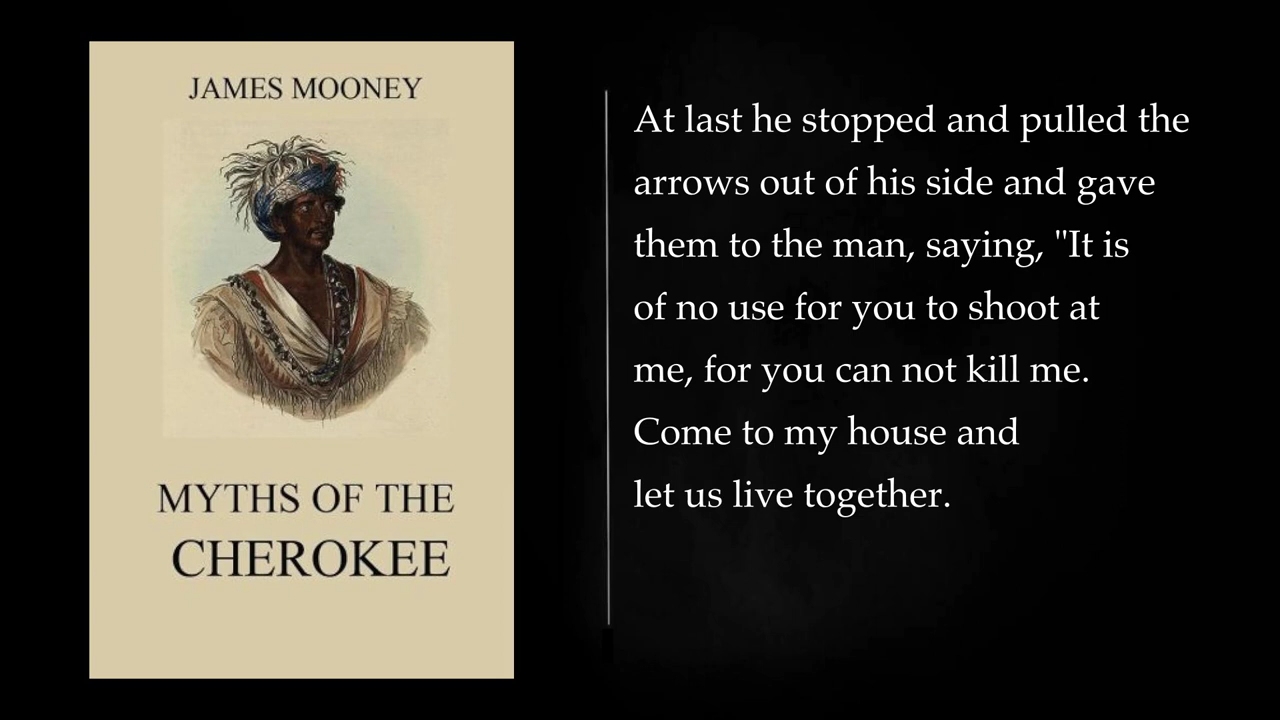 JAMES MOONEY
MYTHS OF THE
CHEROKEE
At last he stopped and pulled the
arrows out of his side and gave
them to the man, saying, "It is
of no use for you to shoot at
me, for you can not kill me.
Come to my house and
let us live together.